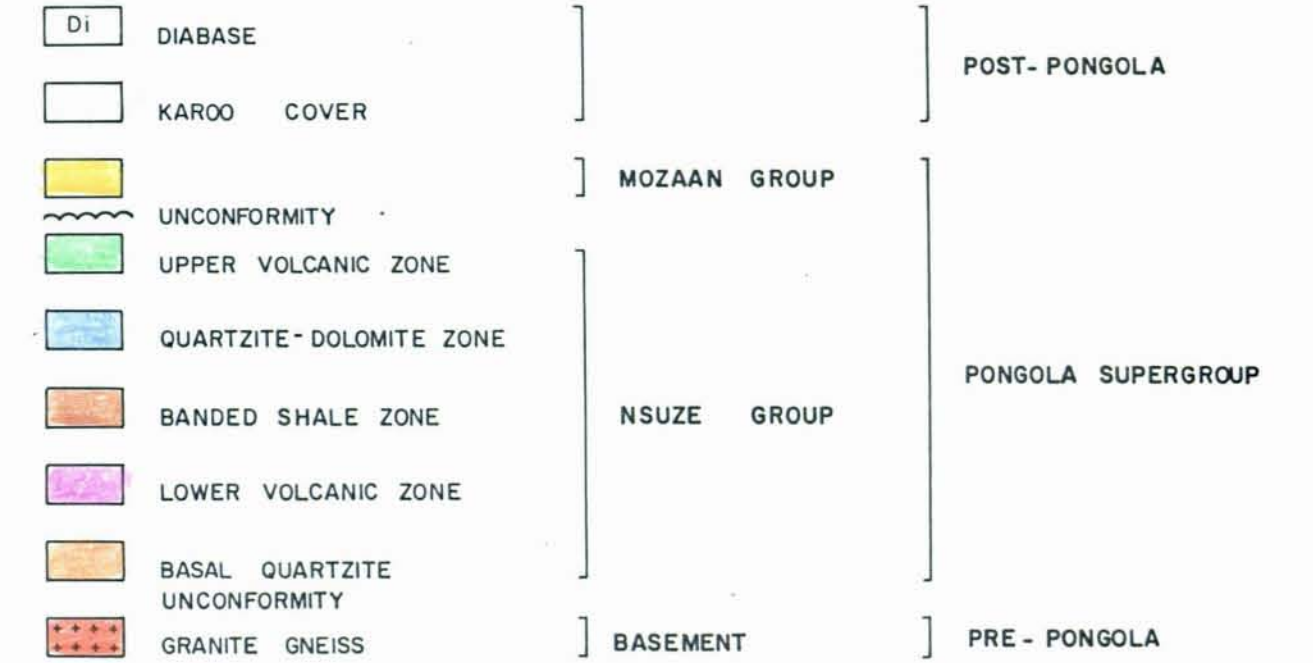 Di DIABASE
POST-PONGOLA
KAROO COVER
MOZAAN GROUP
UNCONFORMITY
UPPER VOLCANIC ZONE
QUARTZITE-DOLOMITE ZONE
PONGOLA SUPERGROUP
BANDED SHALE ZONE
NSUZE GROUP
LOWER VOLCANIC ZONE
BASAL QUARTZITE
UNCONFORMITY
GRANITE GNEISS
BASEMENT
PRE-PONGOLA